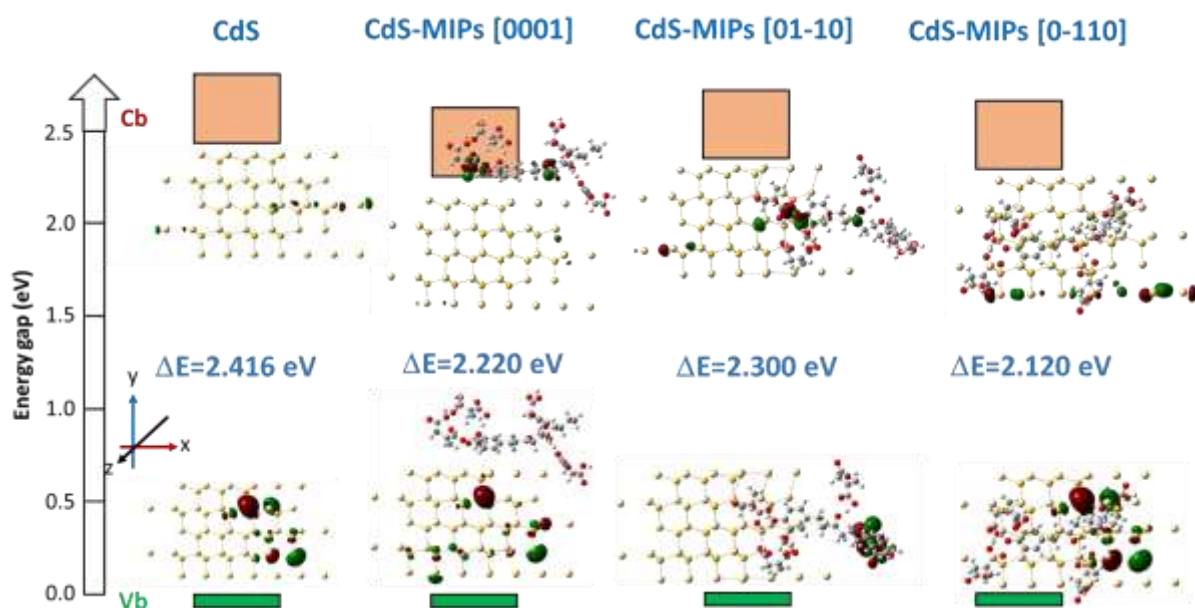 CdS
CdS-MIPs [0001]
CdS-MIPs [01-10]
CdS-MIPs [0-110]
Cb
2.5
2.0
1.5
1.0
0.5
0.0
Energy gap (eV)
ΔE=2.416 eV
ΔE=2.220 eV
ΔE=2.300 eV
ΔE=2.120 eV
y
x
z
Vb